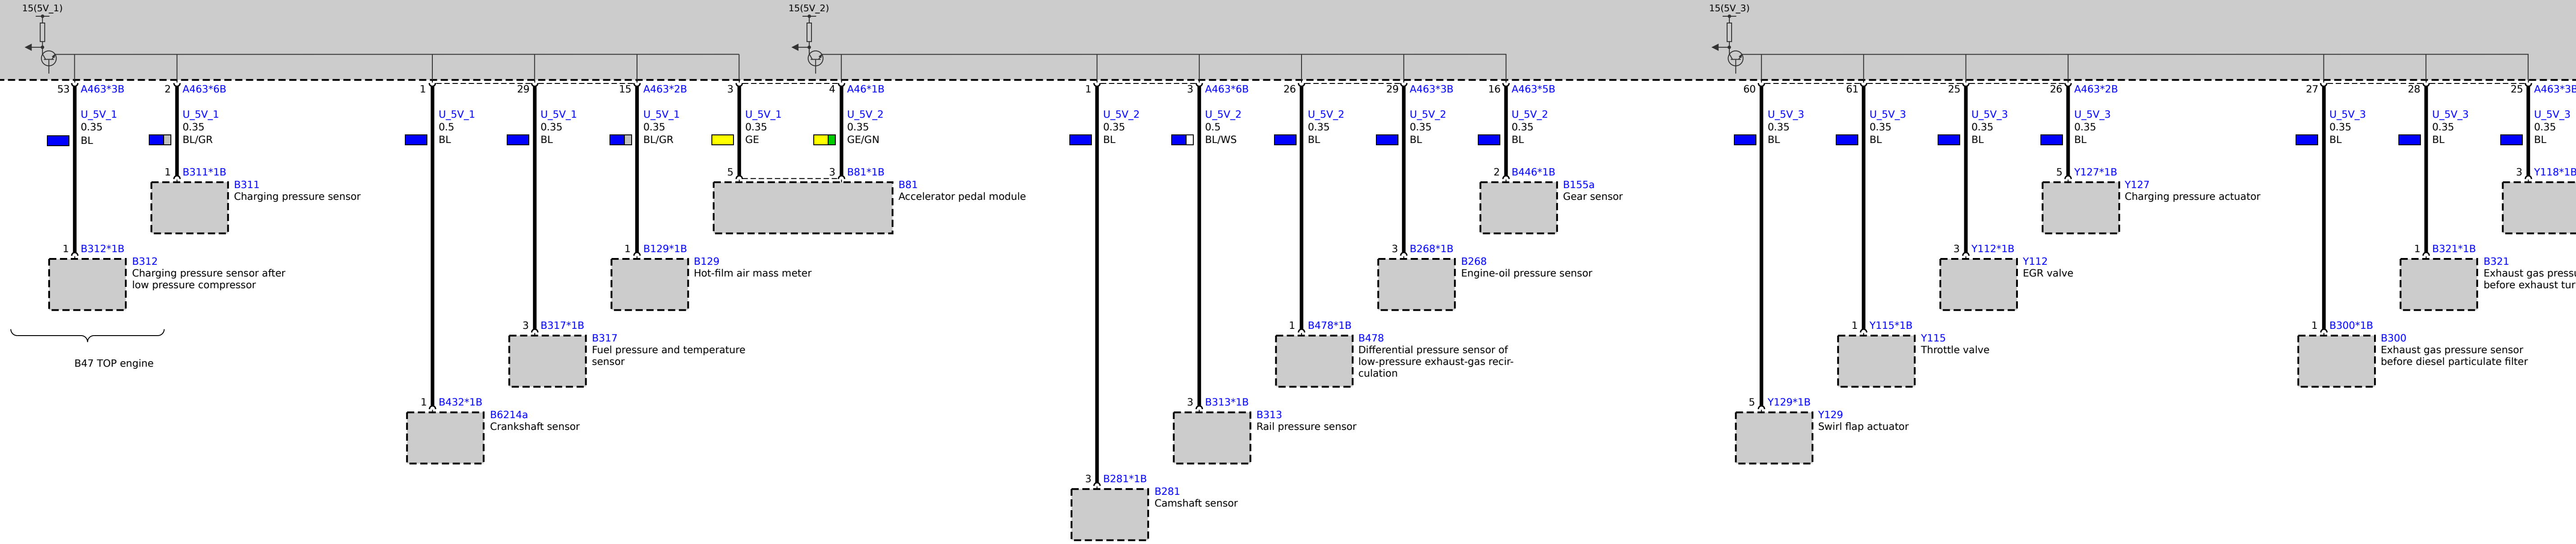 15(5V_1)
15(5V_2)
15(5V_3)
53 A463*3B
2 A463*6B
1
29
15 A463*2B
3
4 A46*1B
1
3 A463*6B
26
29 A463*3B
16 A463*5B
60
61
25
26 A463*2B
27
28
25 A463*3B
U_5V_1
0.35
BL
U_5V_1
0.35
BL/GR
U_5V_1
0.5
BL
U_5V_1
0.35
BL
U_5V_1
0.35
BL/GR
U_5V_1
0.35
GE
U_5V_2
0.35
GE/GN
U_5V_2
0.35
BL
U_5V_2
0.5
BL/WS
U_5V_2
0.35
BL
U_5V_2
0.35
BL
U_5V_2
0.35
BL
U_5V_3
0.35
BL
U_5V_3
0.35
BL
U_5V_3
0.35
BL
U_5V_3
0.35
BL
U_5V_3
0.35
BL
U_5V_3
0.35
BL
U_5V_3
0.35
BL
1 B311*1B
B311
Charging pressure sensor
5
3 B81*1B
B81
Accelerator pedal module
2 B446*1B
B155a
Gear sensor
5 Y127*1B
Y127
Charging pressure actuator
3 Y118*1B
1 B312*1B
B312
Charging pressure sensor after
low pressure compressor
1 B129*1B
B129
Hot-film air mass meter
3 B268*1B
B268
Engine-oil pressure sensor
3 Y112*1B
Y112
EGR valve
1 B321*1B
B321
Exhaust gas
before exhaust
B47 TOP engine
3 B317*1B
B317
Fuel pressure and temperature
sensor
1 B478*1B
B478
Differential pressure sensor of
low-pressure exhaust-gas recir-
culation
1 Y115*1B
Y115
Throttle valve
1 B300*1B
B300
Exhaust gas pressure sensor
before diesel particulate filter
1 B432*1B
B6214a
Crankshaft sensor
3 B313*1B
B313
Rail pressure sensor
5 Y129*1B
Y129
Swirl flap actuator
3 B281*1B
B281
Camshaft sensor